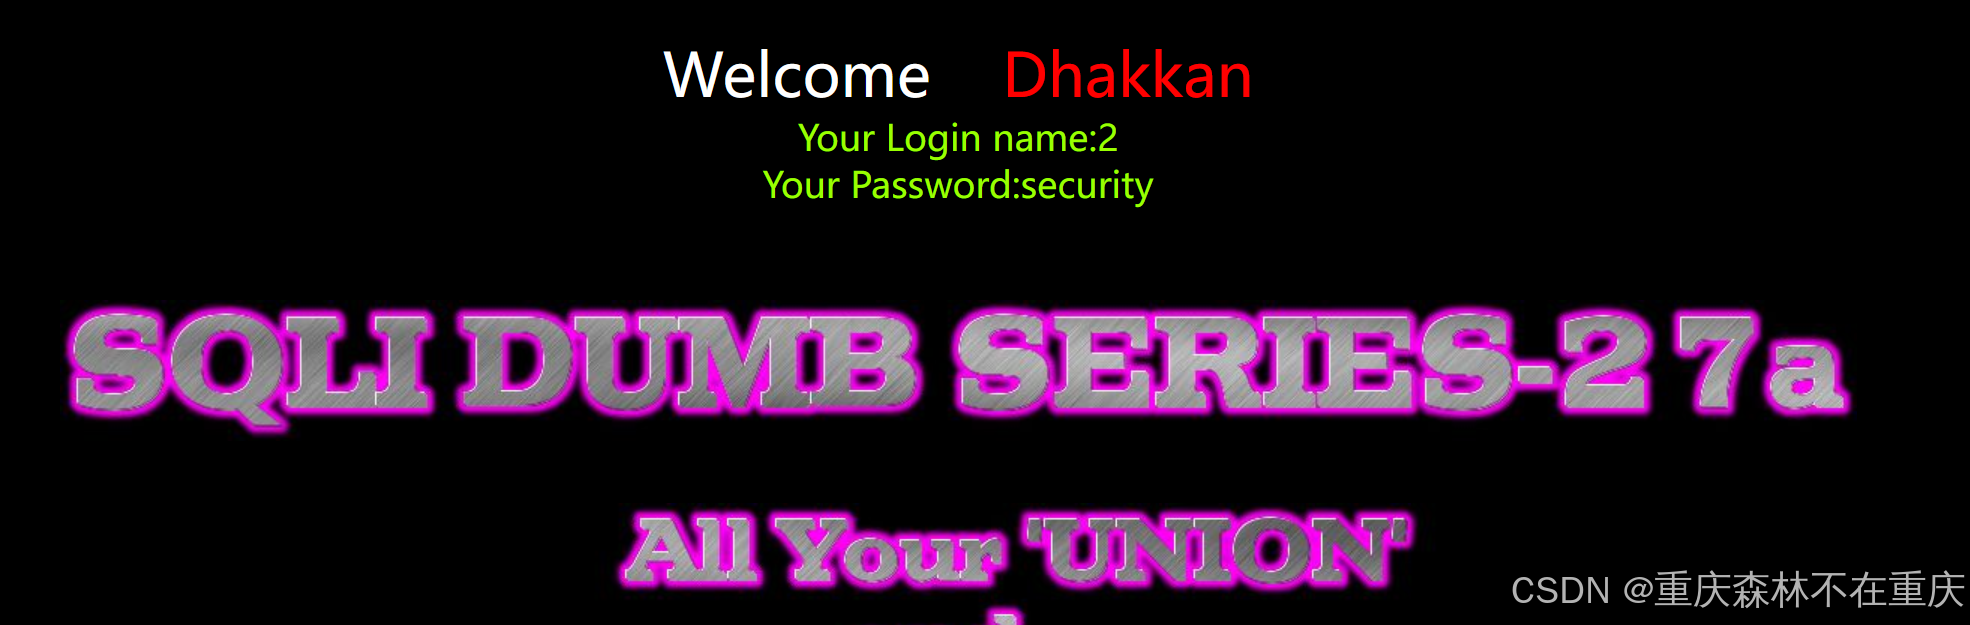 Welcome Dhakkan
Your Login name:2
Your Password:security
SQLI DUMB SERIES-27a
All Your 'UNION'
CSDN @重庆森林不在重庆